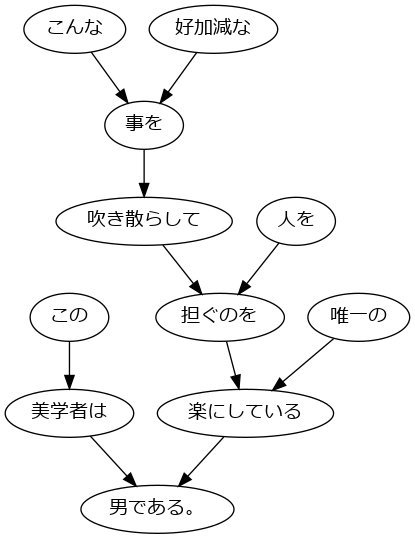 こんな
好加減な
事を
吹き散らして
人を
この
担ぐのを
唯一の
美学者は
楽にしている
男である。